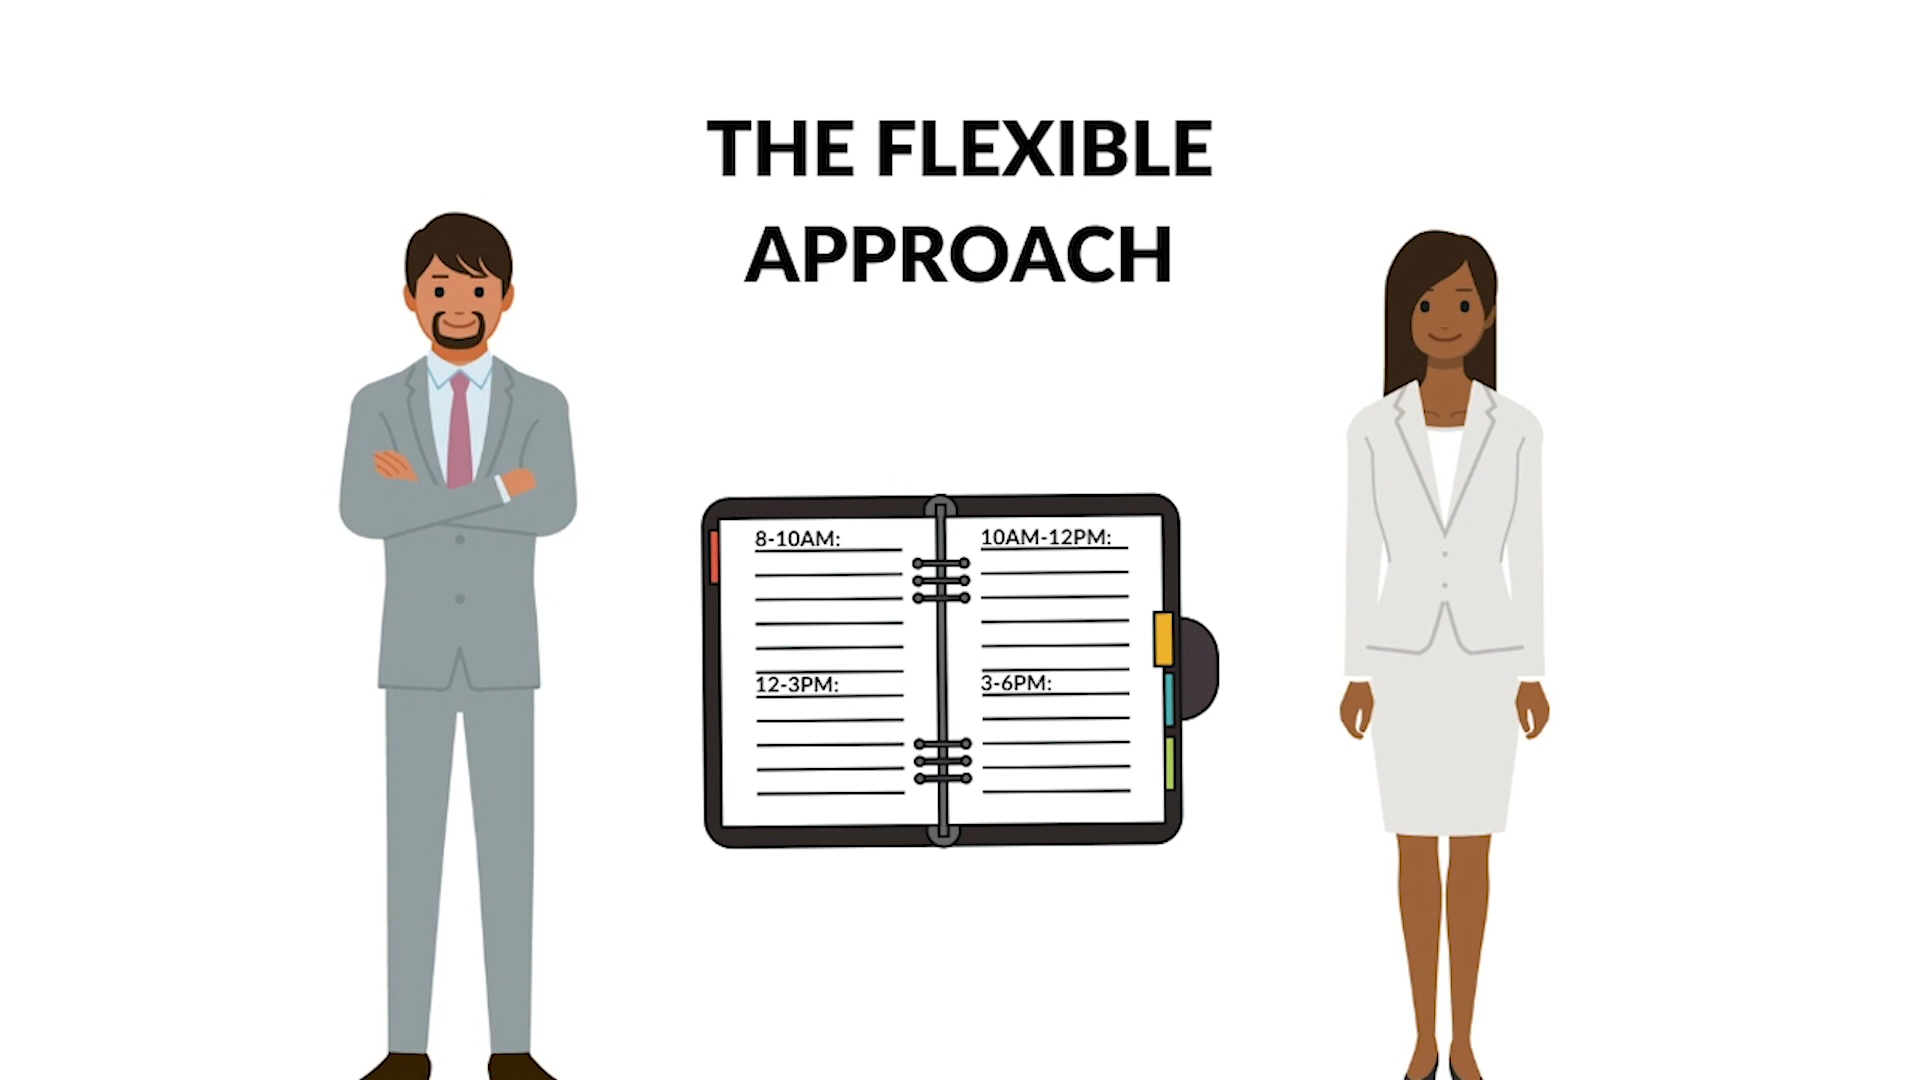 THE FLEXIBLE
APPROACH
8-10AM:
10AM-12PM:
12-3PM:
3-6PM: